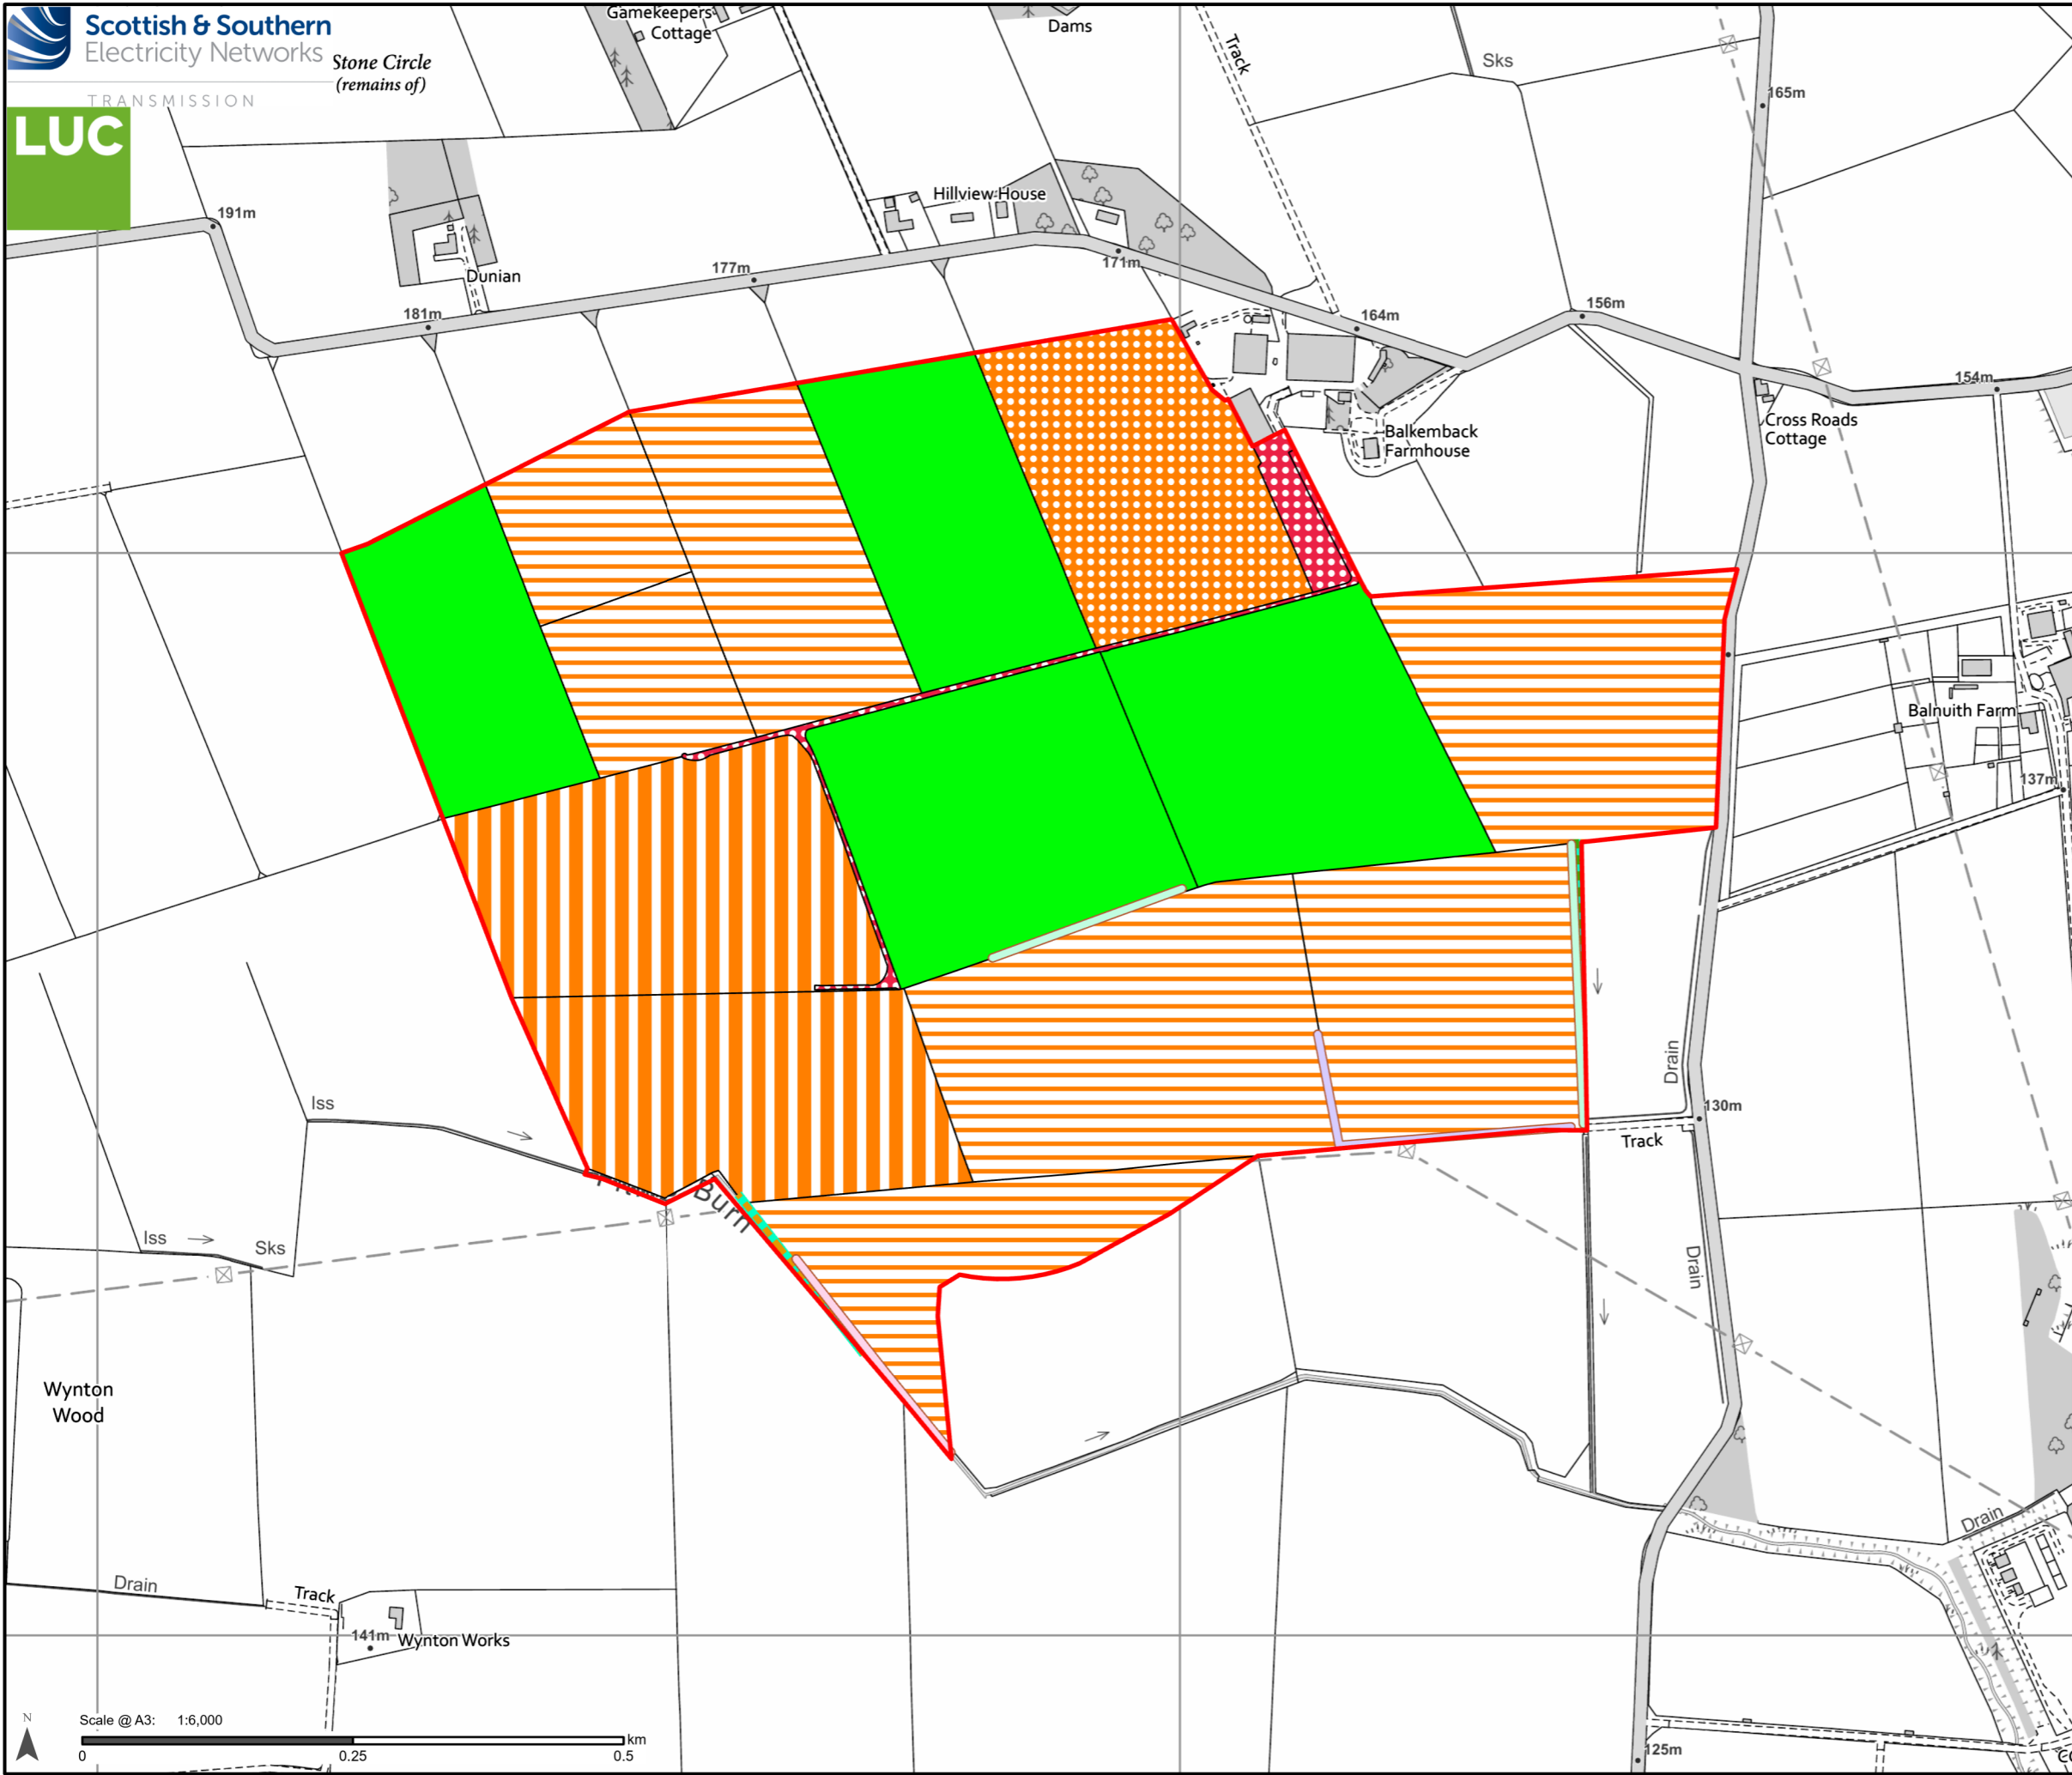 Scottish & Southern
Electricity Networks
TRANSMISSION
LUC
Stone Circle
(remains of)
Gamekeepers
Cottage
Dams
Track
Sks
165m
191m
Hillview House
Dunian
177m
171m
181m
164m
156m
154m
Cross Roads
Cottage
Balkemback
Farmhouse
Balnuith Farm
137m
Drain
130m
Track
Iss
Burn
Iss
Sks
Drain
Wynton
Wood
Drain
Drain
Track
141m
Wynton Works
N
Scale @ A3: 1:6,000
km
0
0.25
0.5
125m